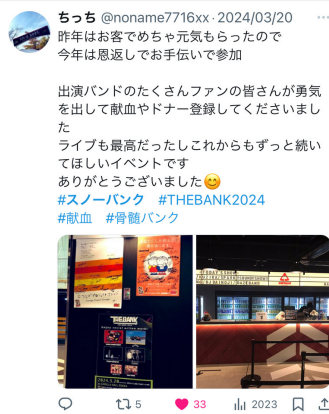 ちっち @noname7716xx · 2024/03/20
昨年はお客でめちゃ元気もらったので
今年は恩返しでお手伝いで参加
出演バンドのたくさんファンの皆さんが勇気
を出して献血やドナー登録してくださいまし
た
ライブも最高だったしこれからもずっと続い
てほしいイベントです
ありがとうございました😊
#スノーバンク #THEBANK2024
#献血 #骨髄バンク
THEBANK
5 33 2023